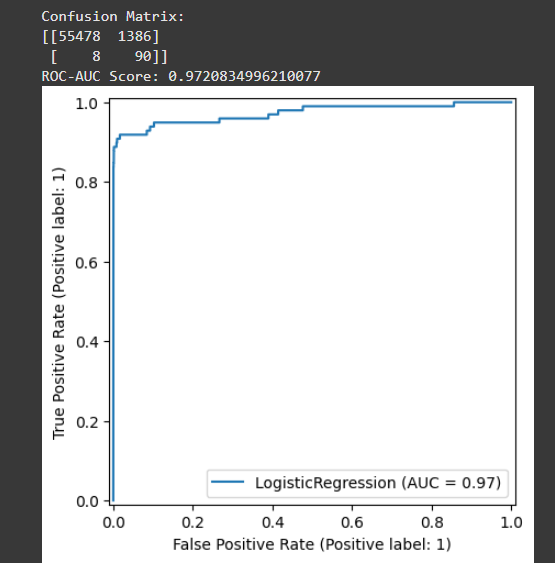 Confusion Matrix:
[[55478  1386]
 [    8    90]]
ROC-AUC Score: 0.9720834996210077
1.0
0.8
0.6
0.4
0.2
0.0
True Positive Rate (Positive label: 1)
LogisticRegression (AUC = 0.97)
0.0 0.2 0.4 0.6 0.8 1.0
False Positive Rate (Positive label: 1)